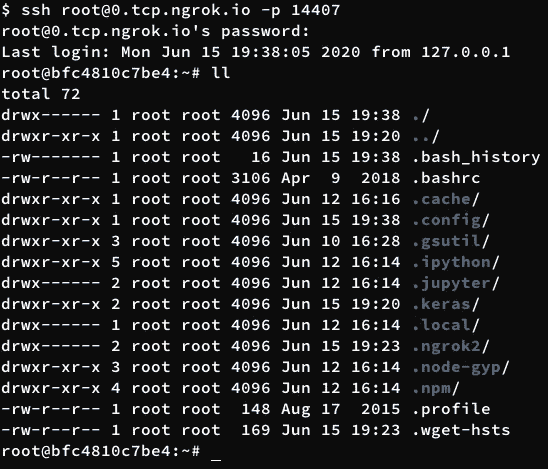 $ ssh root@0.tcp.ngrok.io -p 14407
root@0.tcp.ngrok.io's password:
Last login: Mon Jun 15 19:38:05 2020 from 127.0.0.1
root@bfc4810c7be4:~# ll
total 72
drwx------ 1 root root 4096 Jun 15 19:38 ./
drwxr-xr-x 1 root root 4096 Jun 15 19:20 ../
-rw------- 1 root root   16 Jun 15 19:38 .bash_history
-rw-r--r-- 1 root root 3106 Apr  9  2018 .bashrc
drwxr-xr-x 1 root root 4096 Jun 12 16:16 .cache/
drwxr-xr-x 1 root root 4096 Jun 15 19:38 .config/
drwxr-xr-x 3 root root 4096 Jun 10 16:28 .gsutil/
drwxr-xr-x 5 root root 4096 Jun 12 16:14 .ipython/
drwx------ 2 root root 4096 Jun 12 16:14 .jupyter/
drwxr-xr-x 2 root root 4096 Jun 15 19:20 .keras/
drwx------ 1 root root 4096 Jun 12 16:14 .local/
drwx------ 2 root root 4096 Jun 15 19:23 .ngrok2/
drwxr-xr-x 3 root root 4096 Jun 12 16:14 .node-gyp/
drwxr-xr-x 4 root root 4096 Jun 12 16:14 .npm/
-rw-r--r-- 1 root root  148 Aug 17  2015 .profile
-rw-r--r-- 1 root root  169 Jun 15 19:23 .wget-hsts
root@bfc4810c7be4:~# _